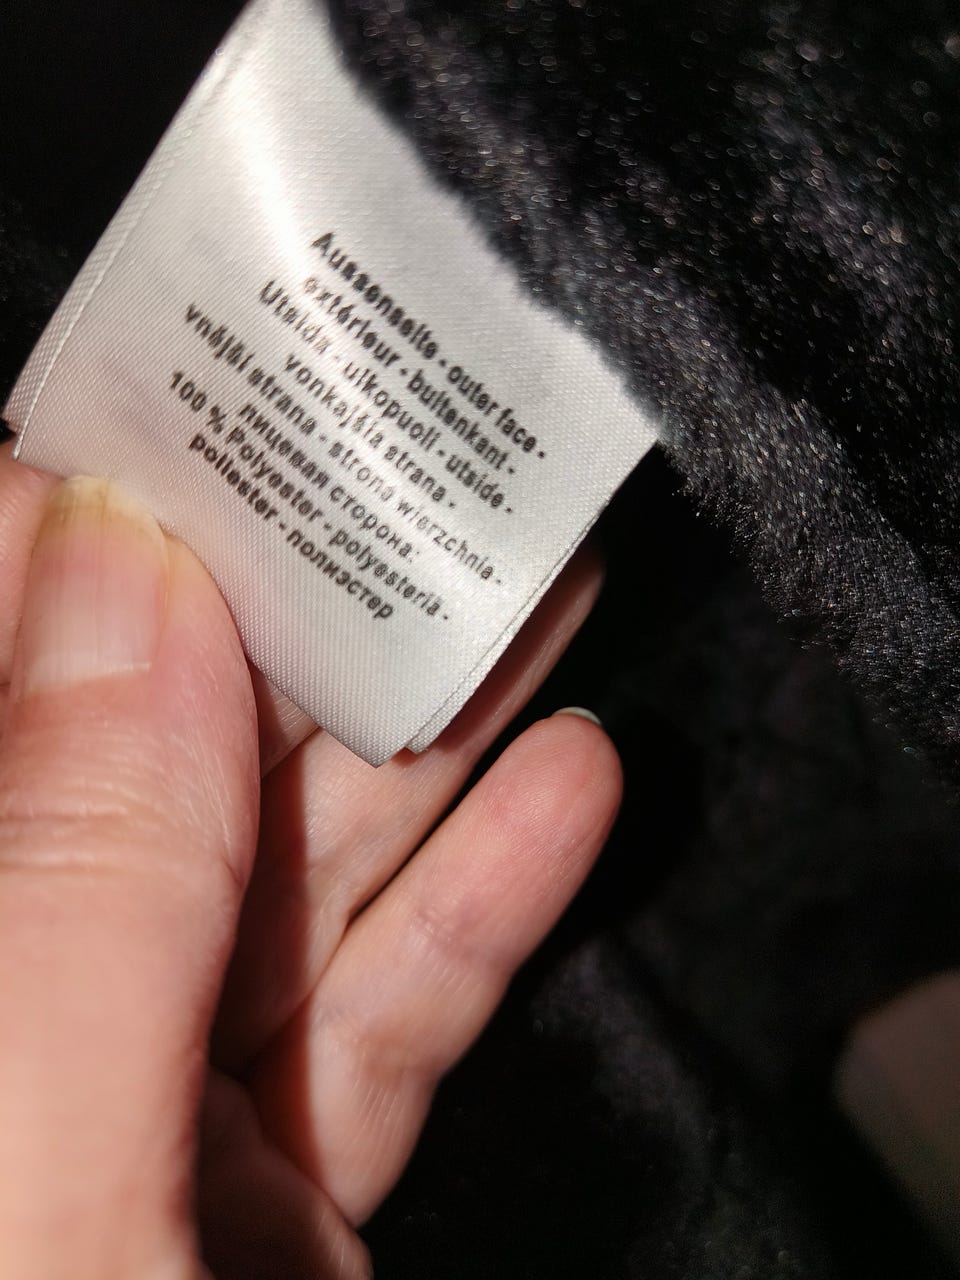 Aussenseite - outer face -
extérieur - buitenkant -
Utsida - ulkopuoli - utside -
vonkajšia strana -
vnější strana - strona wierzchnia -
лицевая сторона:
100 % Polyester - polyesteriä -
poliester - полиэстер